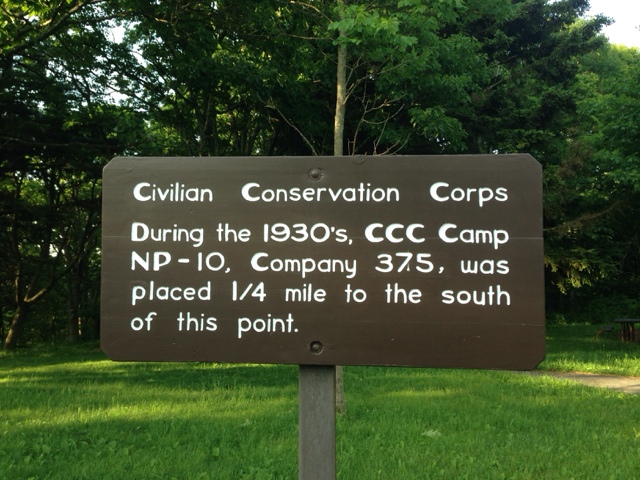 Civilian Conservation Corps
During the 1930's, CCC Camp
NP-10, Company 375, was
placed 1/4 mile to the south
of this point.